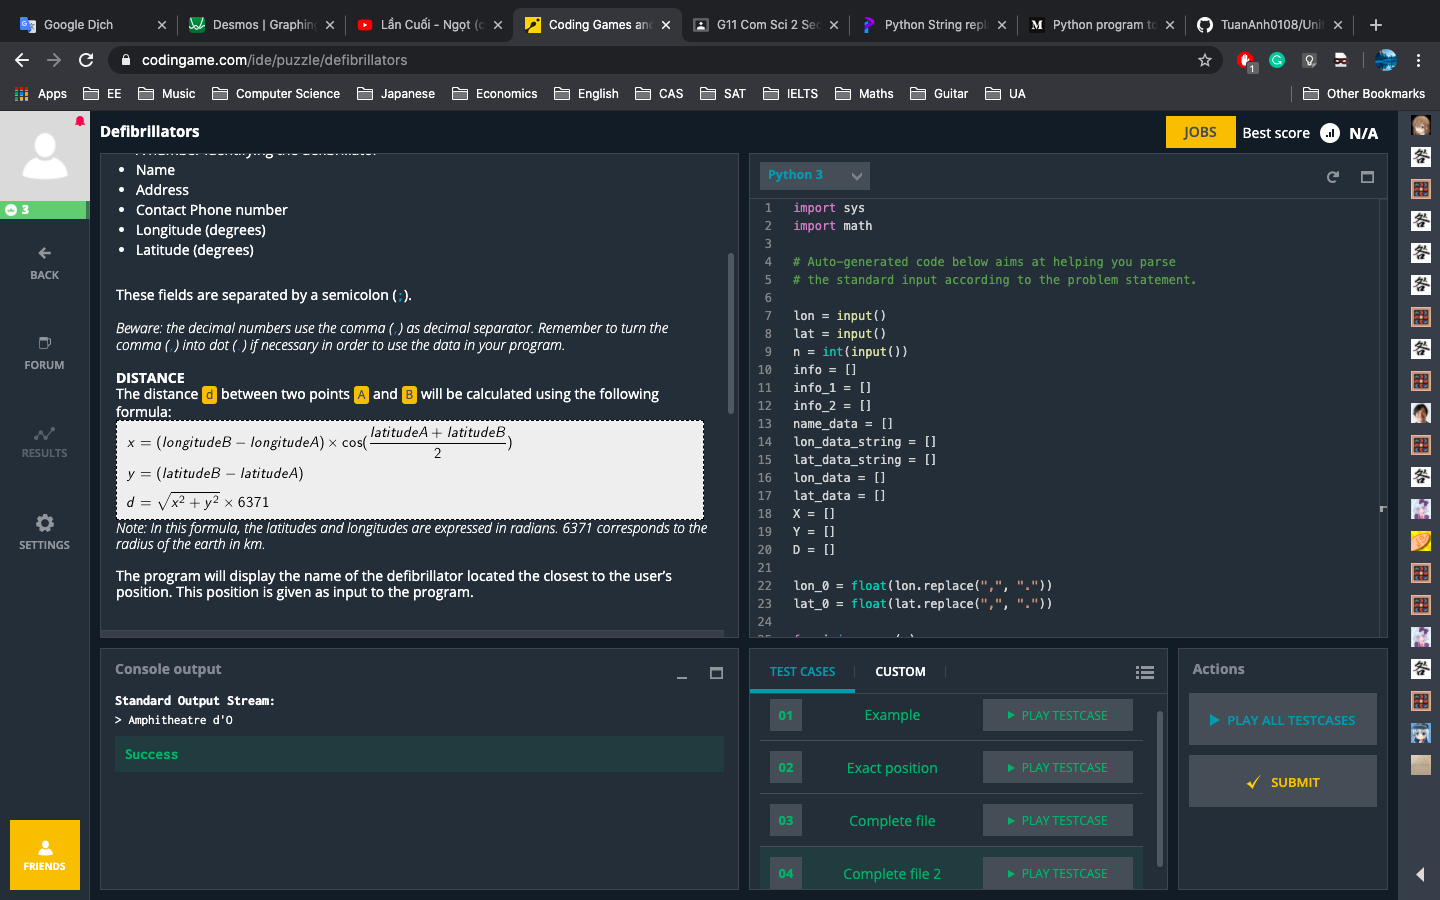 Google Dịch
Desmos | Graphing
Lần Cuối - Ngọt (c
Coding Games and
G11 Com Sci 2 Sec
Python String repl
Python program to
TuanAnh0108/Unit
codingame.com/ide/puzzle/defibrillators
1
Apps
EE
Music
Computer Science
Japanese
Economics
English
CAS
SAT
IELTS
Maths
Guitar
UA
Other Bookmarks
3
BACK
FORUM
RESULTS
SETTINGS
FRIENDS
Defibrillators
JOBS
Best score
N/A
A number identifying the defibrillator
• Name
• Address
• Contact Phone number
• Longitude (degrees)
• Latitude (degrees)
These fields are separated by a semicolon (;).
Beware: the decimal numbers use the comma (,) as decimal separator. Remember to turn the
comma (,) into dot (.) if necessary in order to use the data in your program.
DISTANCE
The distance d between two points A and B will be calculated using the following
formula:
x = (longitudeB − longitudeA) × cos( latitudeA + latitudeB / 2 )
y = (latitudeB − latitudeA)
d = √x² + y² × 6371
Note: In this formula, the latitudes and longitudes are expressed in radians. 6371 corresponds to the
radius of the earth in km.
The program will display the name of the defibrillator located the closest to the user's
position. This position is given as input to the program.
Console output
Standard Output Stream:
> Amphitheatre d'O
Success
Python 3
1 import sys
2 import math
3
4 # Auto-generated code below aims at helping you parse
5 # the standard input according to the problem statement.
6
7 lon = input()
8 lat = input()
9 n = int(input())
10 info = []
11 info_1 = []
12 info_2 = []
13 name_data = []
14 lon_data_string = []
15 lat_data_string = []
16 lon_data = []
17 lat_data = []
18 X = []
19 Y = []
20 D = []
21
22 lon_0 = float(lon.replace(",", "."))
23 lat_0 = float(lat.replace(",", "."))
24
TEST CASES
CUSTOM
01 Example PLAY TESTCASE
02 Exact position PLAY TESTCASE
03 Complete file PLAY TESTCASE
04 Complete file 2 PLAY TESTCASE
Actions
PLAY ALL TESTCASES
SUBMIT